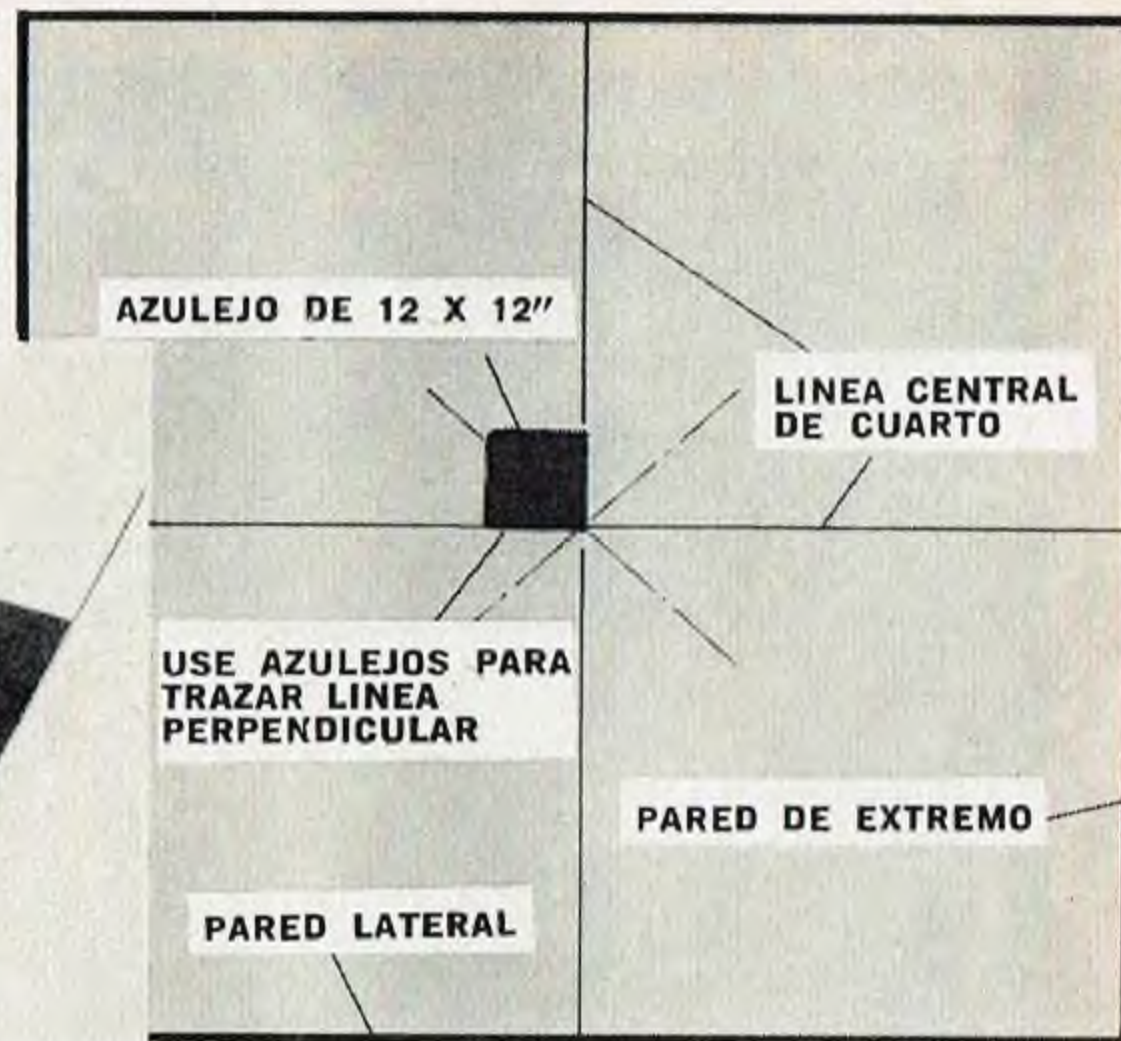 AZULEJO DE 12 X 12"
LINEA CENTRAL
DE CUARTO
USE AZULEJOS PARA
TRAZAR LINEA
PERPENDICULAR
PARED DE EXTREMO
PARED LATERAL